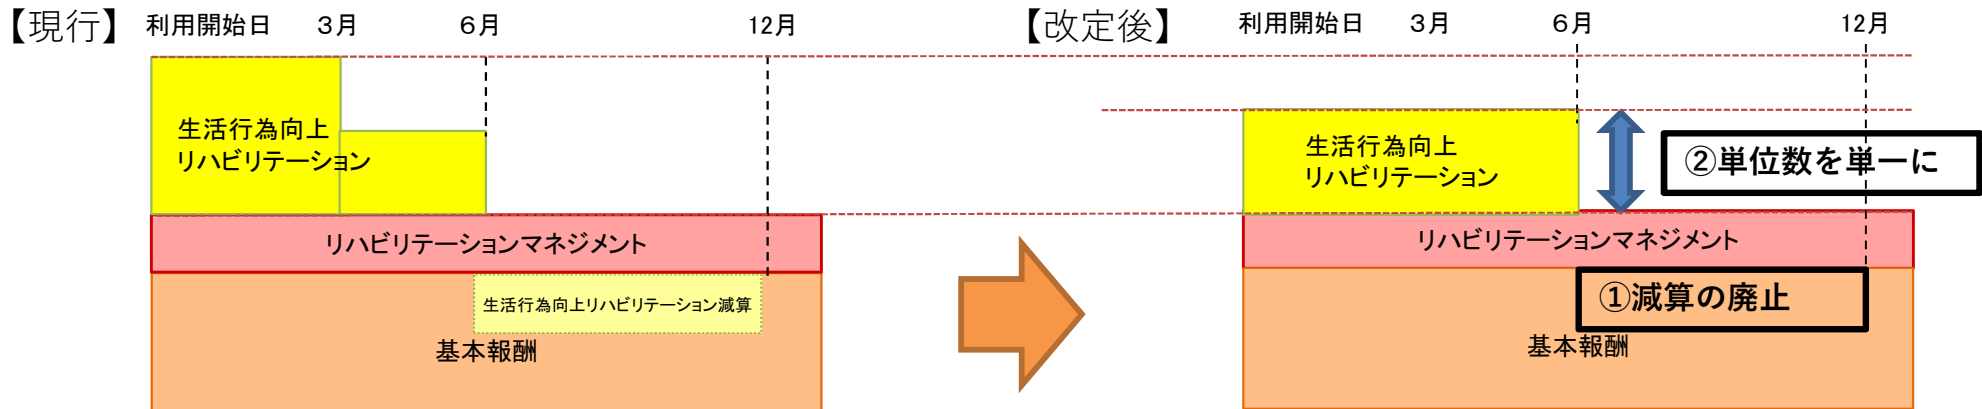 【現行】
利用開始日 3月 6月 12月
生活行為向上
リハビリテーション
リハビリテーションマネジメント
生活行為向上リハビリテーション減算
基本報酬
【改定後】
利用開始日 3月 6月 12月
生活行為向上
リハビリテーション
②単位数を単一に
リハビリテーションマネジメント
①減算の廃止
基本報酬